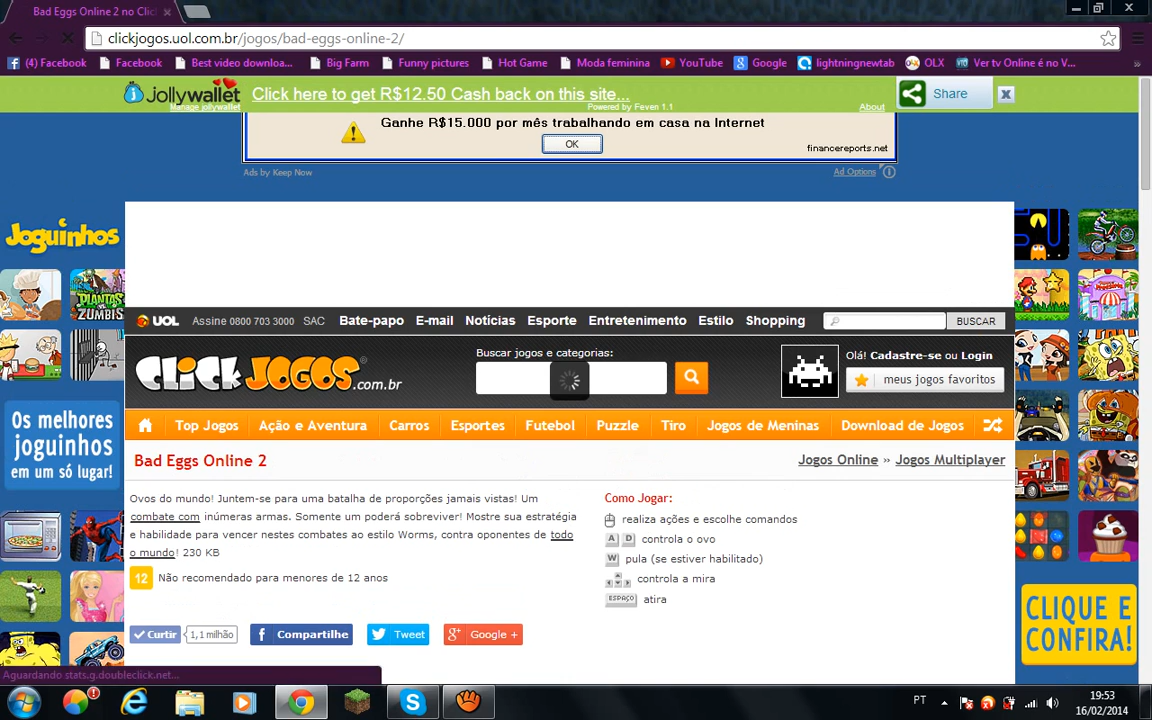 Bad Eggs Online 2 no Clic
clickjogos.uol.com.br/jogos/bad-eggs-online-2/
(4) Facebook Facebook Best video downloa... Big Farm Funny pictures Hot Game Moda feminina YouTube Google lightningnewtab OLX Ver tv Online é no V... »
Jollywallet Click here to get R$12.50 Cash back on this site... Share
Manage jollywallet Powered by Feven 1.1 About
Ganhe R$15.000 por mês trabalhando em casa na Internet
OK
financereports.net
Ads by Keep Now Ad Options
Joguinhos
PLANTAS VS ZUMBIS
UOL Assine 0800 703 3000 SAC Bate-papo E-mail Notícias Esporte Entretenimento Estilo Shopping BUSCAR
CLICK JOGOS.com.br
Buscar jogos e categorias:
Olá! Cadastre-se ou Login
meus jogos favoritos
Os melhores
joguinhos
em um só lugar!
Top Jogos Ação e Aventura Carros Esportes Futebol Puzzle Tiro Jogos de Meninas Download de Jogos
Bad Eggs Online 2
Jogos Online » Jogos Multiplayer
Ovos do mundo! Juntem-se para uma batalha de proporções jamais vistas! Um
combate com inúmeras armas. Somente um poderá sobreviver! Mostre sua estratégia
e habilidade para vencer nestes combates ao estilo Worms, contra oponentes de todo
o mundo! 230 KB
12 Não recomendado para menores de 12 anos
Como Jogar:
realiza ações e escolhe comandos
A D controla o ovo
W pula (se estiver habilitado)
controla a mira
ESPAÇO atira
Curtir 1,1 milhão Compartilhe Tweet Google +
CLIQUE E
CONFIRA!
Aguardando stats.g.doubleclick.net...
PT
19:53
16/02/2014